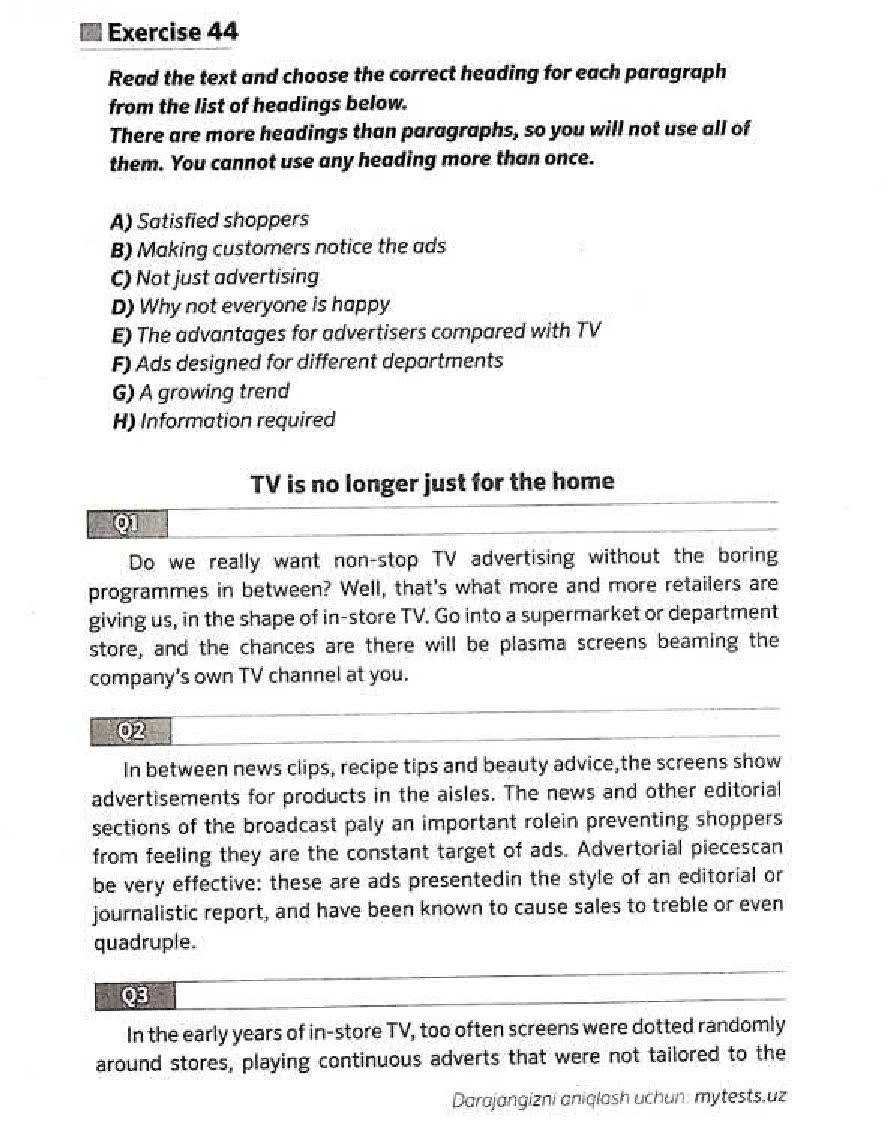 Exercise 44
Read the text and choose the correct heading for each paragraph
from the list of headings below.
There are more headings than paragraphs, so you will not use all of
them. You cannot use any heading more than once.
A) Satisfied shoppers
B) Making customers notice the ads
C) Not just advertising
D) Why not everyone is happy
E) The advantages for advertisers compared with TV
F) Ads designed for different departments
G) A growing trend
H) Information required
TV is no longer just for the home
Q1
Do we really want non-stop TV advertising without the boring
programmes in between? Well, that's what more and more retailers are
giving us, in the shape of in-store TV. Go into a supermarket or department
store, and the chances are there will be plasma screens beaming the
company's own TV channel at you.
Q2
In between news clips, recipe tips and beauty advice,the screens show
advertisements for products in the aisles. The news and other editorial
sections of the broadcast paly an important rolein preventing shoppers
from feeling they are the constant target of ads. Advertorial piecescan
be very effective: these are ads presentedin the style of an editorial or
journalistic report, and have been known to cause sales to treble or even
quadruple.
Q3
In the early years of in-store TV, too often screens were dotted randomly
around stores, playing continuous adverts that were not tailored to the
Darajangizni aniqlash uchun: mytests.uz